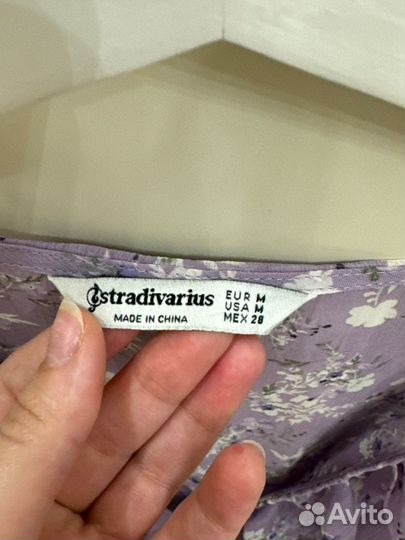 stradivarius
MADE IN CHINA
EUR M
USA M
MEX 28
Avito